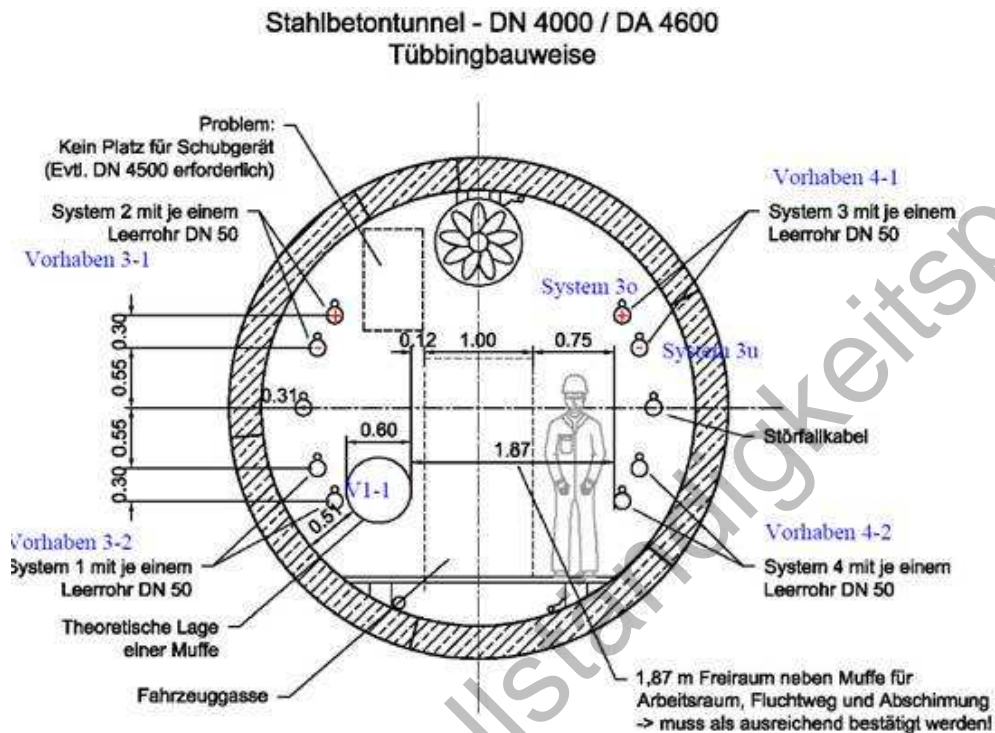 Stahlbetontunnel - DN 4000 / DA 4600
Tübbingbauweise
Problem:
Kein Platz für Schubgerät
(Evtl. DN 4500 erforderlich)
System 2 mit je einem
Leerrohr DN 50
Vorhaben 3-1
Vorhaben 4-1
System 3 mit je einem
Leerrohr DN 50
System 3o
System 3u
0.30
0.55
0.55
0.30
0.31
0.12
1.00
0.75
0.60
1.87
V1-1
0.51
Störfallkabel
Vorhaben 3-2
System 1 mit je einem
Leerrohr DN 50
Vorhaben 4-2
System 4 mit je einem
Leerrohr DN 50
Theoretische Lage
einer Muffe
Fahrzeuggasse
1,87 m Freiraum neben Muffe für
Arbeitsraum, Fluchtweg und Abschirmung
-> muss als ausreichend bestätigt werden!